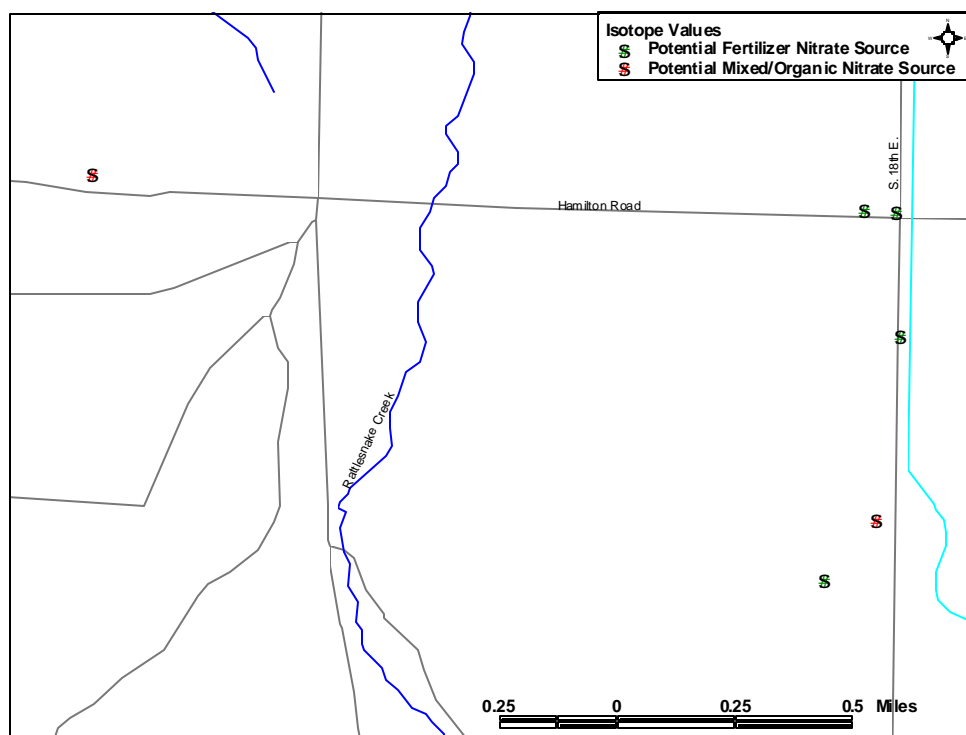 Isotope Values
S Potential Fertilizer Nitrate Source
S Potential Mixed/Organic Nitrate Source
N
S. 18th E.
S
Hamilton Road
S
S
S
Rattlesnake Creek
S
S
0.25 0 0.25 0.5 Miles